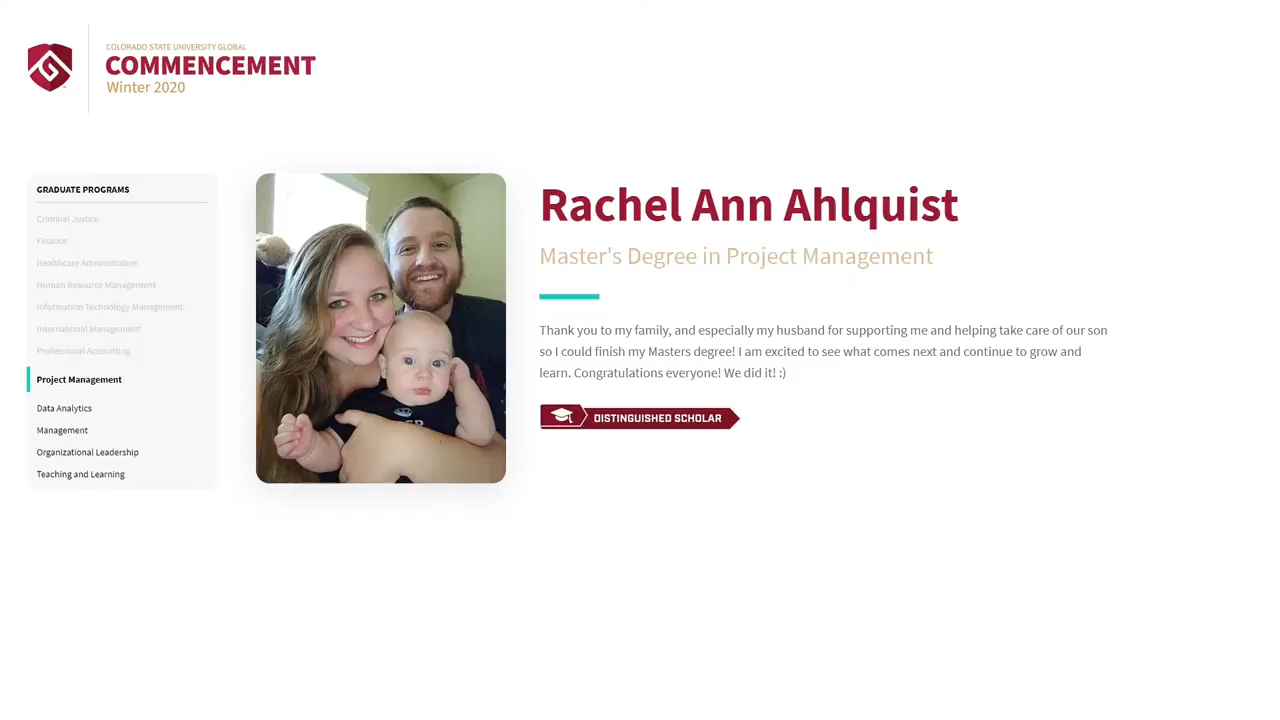 COLORADO STATE UNIVERSITY GLOBAL
COMMENCEMENT
Winter 2020
GRADUATE PROGRAMS
Criminal Justice
Finance
Healthcare Administration
Human Resource Management
Information Technology Management
International Management
Professional Accounting
Project Management
Data Analytics
Management
Organizational Leadership
Teaching and Learning
Rachel Ann Ahlquist
Master's Degree in Project Management
Thank you to my family, and especially my husband for supporting me and helping take care of our son
so I could finish my Masters degree! I am excited to see what comes next and continue to grow and
learn. Congratulations everyone! We did it! :)
DISTINGUISHED SCHOLAR